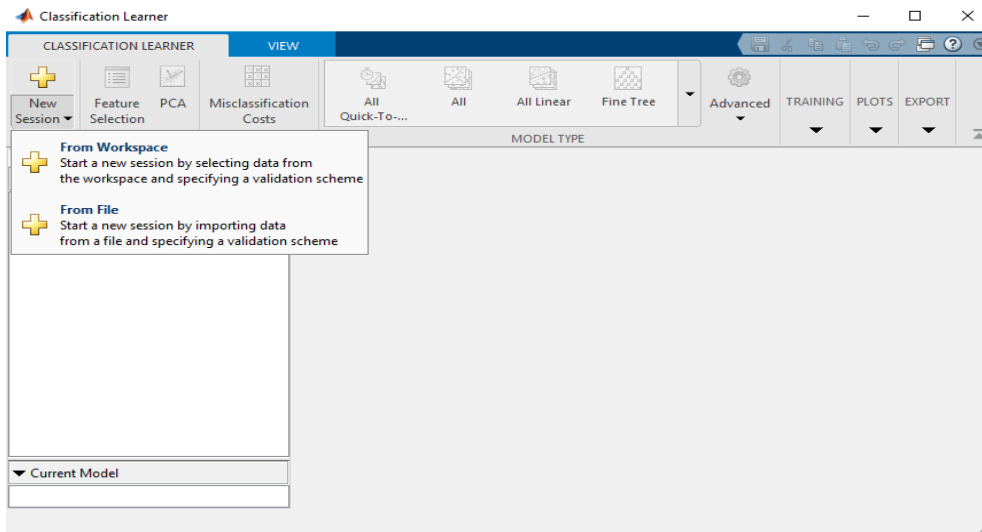 Classification Learner
CLASSIFICATION LEARNER VIEW
New Session
Feature Selection
PCA
Misclassification Costs
All Quick-To-...
All
All Linear
Fine Tree
Advanced
TRAINING
PLOTS
EXPORT
MODEL TYPE
From Workspace
Start a new session by selecting data from
the workspace and specifying a validation scheme
From File
Start a new session by importing data
from a file and specifying a validation scheme
Current Model